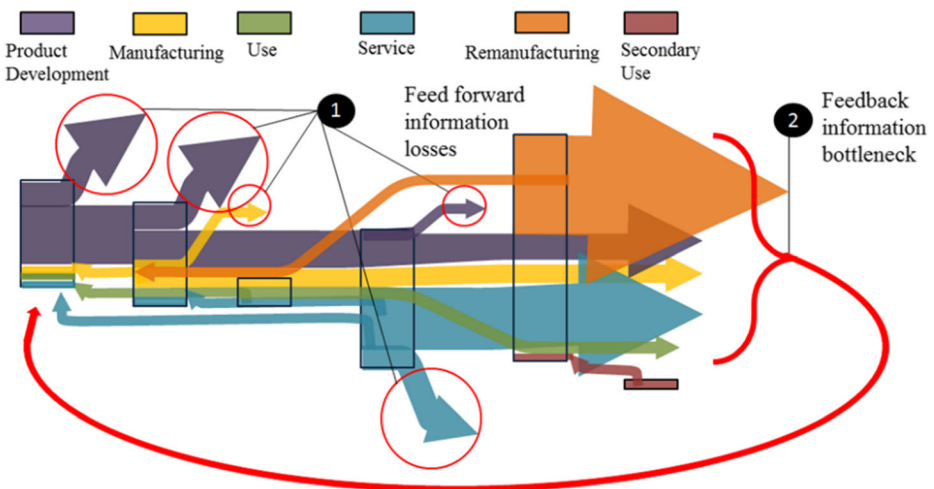 Product
Development
Manufacturing
Use
Service
Remanufacturing
Secondary
Use
1
Feed forward
information
losses
2
Feedback
information
bottleneck